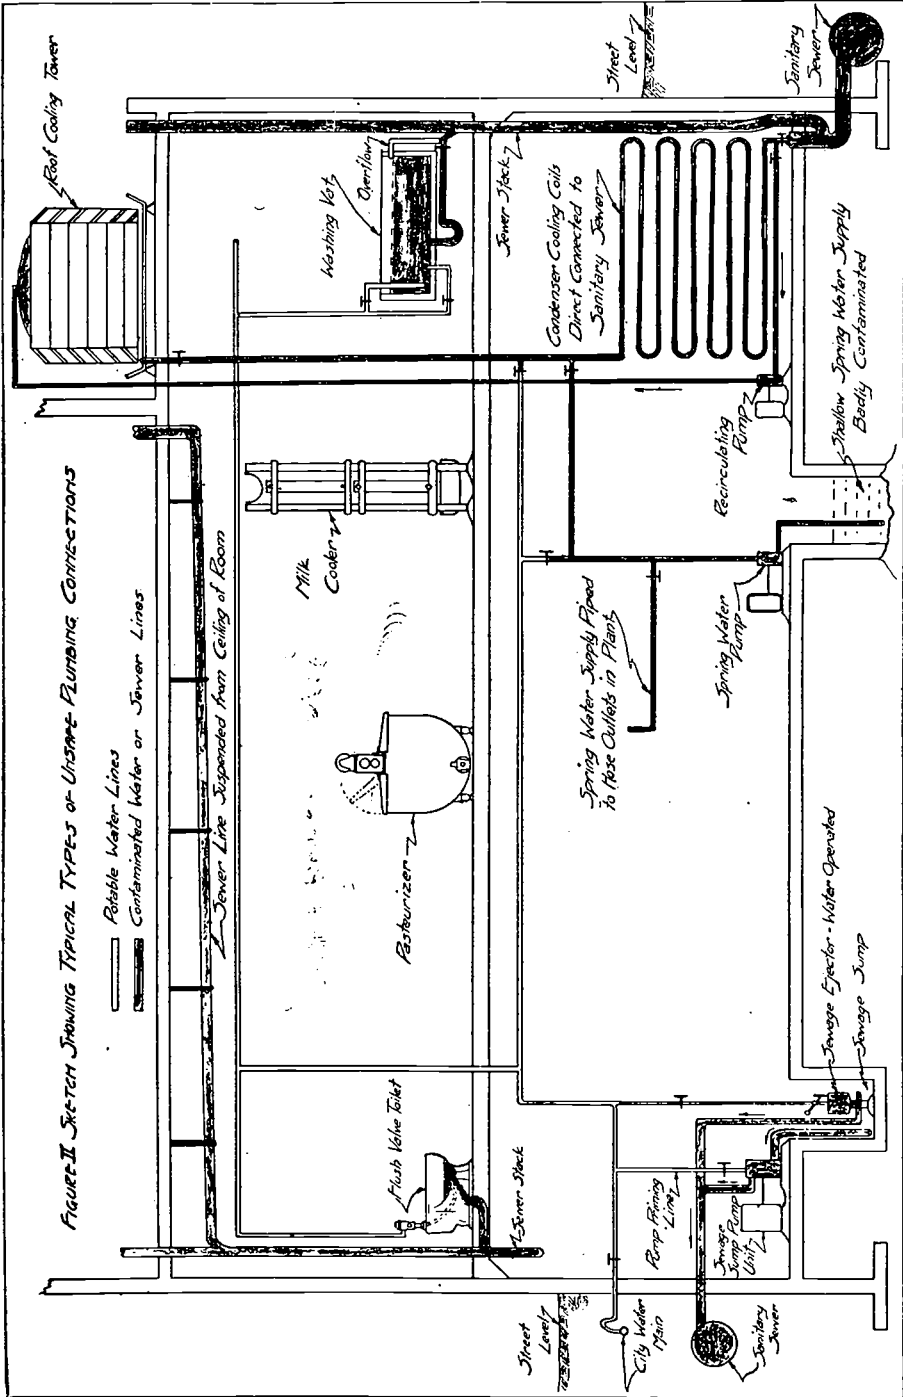 FIGURE-II SKETCH SHOWING TYPICAL TYPES OF UNSAFE PLUMBING CONNECTIONS
Potable Water Lines
Contaminated Water or Sewer Lines
Roof Cooling Tower
Sewer Line Suspended from Ceiling of Room
Flush Valve Toilet
Sewer Stack
Pasteurizer
Milk
Cooler
Washing Vat
Overflow
Sewer Stack
Street
Level
Street
Level
City Water
Main
Pump Priming
Line
Sewage
Sump Pump
Unit
Sanitary
Sewer
Sewage Ejector-Water Operated
Sewage Sump
Spring Water Supply Piped
to Hose Outlets in Plant
Spring Water
Pump
Recirculating
Pump
Condenser Cooling Coils
Direct Connected to
Sanitary Sewer
Shallow Spring Water Supply
Badly Contaminated
Sanitary
Sewer